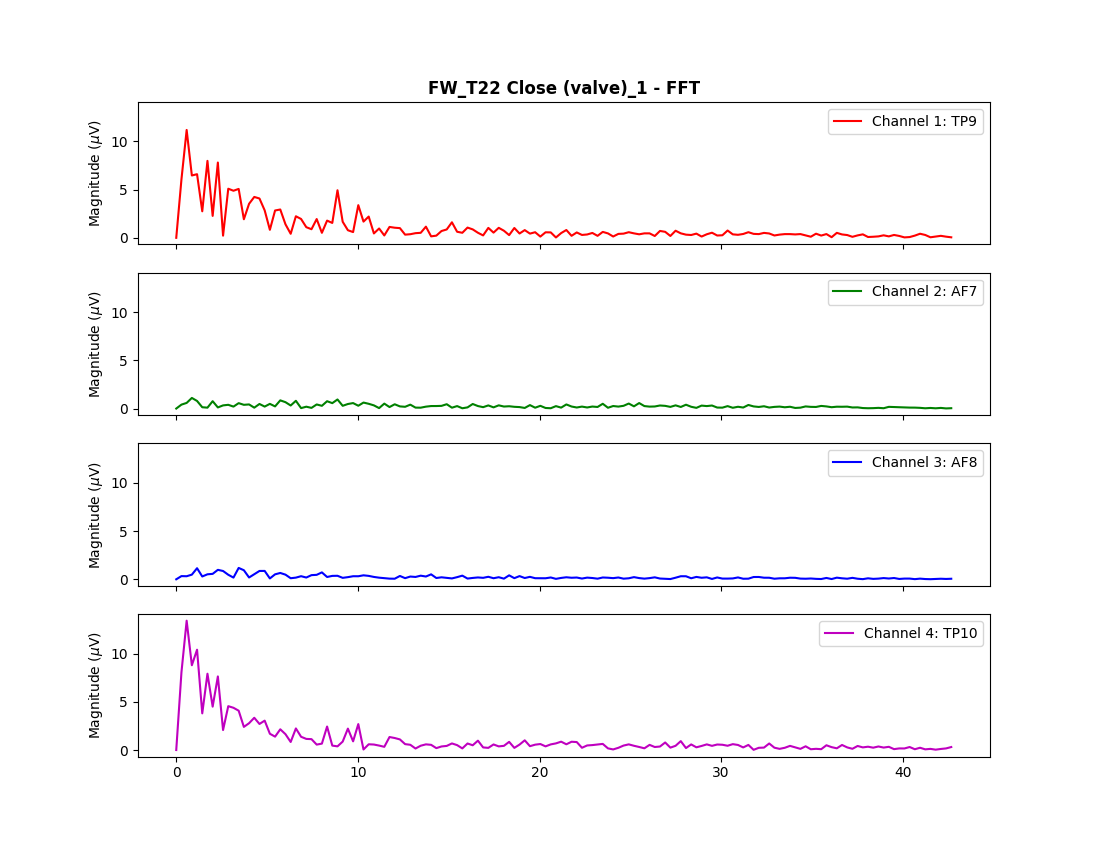 FW_T22 Close (valve)_1 - FFT
Magnitude (μV)
10
5
0
Channel 1: TP9
Magnitude (μV)
10
5
0
Channel 2: AF7
Magnitude (μV)
10
5
0
Channel 3: AF8
Magnitude (μV)
10
5
0
Channel 4: TP10
0 10 20 30 40